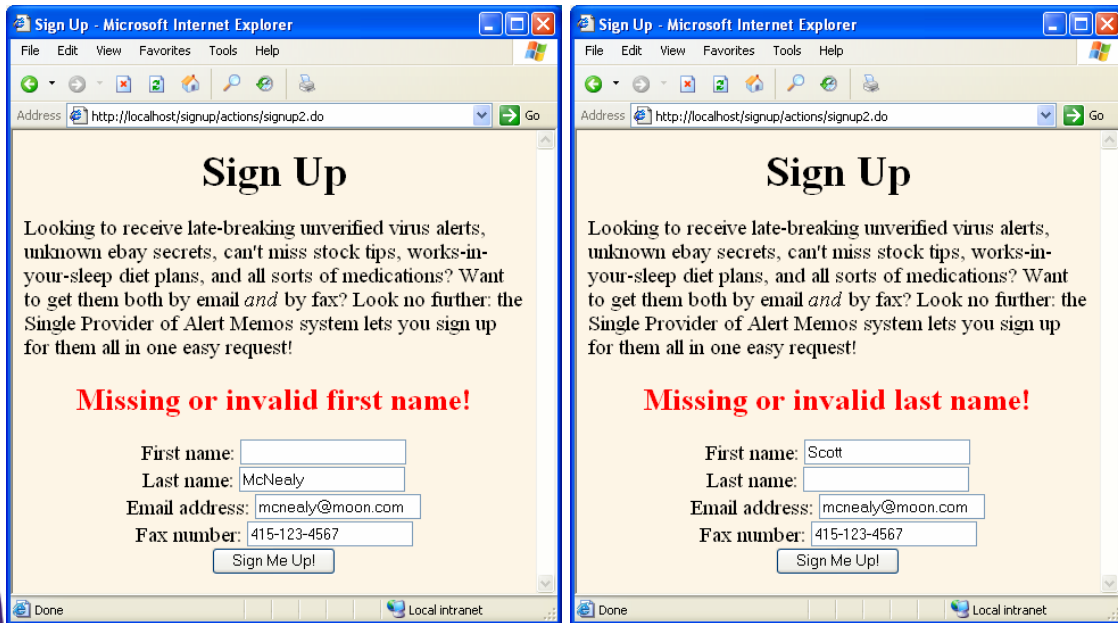 Sign Up - Microsoft Internet Explorer
File Edit View Favorites Tools Help
Address http://localhost/signup/actions/signup2.do Go
Sign Up
Looking to receive late-breaking unverified virus alerts,
unknown ebay secrets, can't miss stock tips, works-in-
your-sleep diet plans, and all sorts of medications? Want
to get them both by email and by fax? Look no further: the
Single Provider of Alert Memos system lets you sign up
for them all in one easy request!
Missing or invalid first name!
First name:
Last name: McNealy
Email address: mcnealy@moon.com
Fax number: 415-123-4567
Sign Me Up!
Done Local intranet
Sign Up - Microsoft Internet Explorer
File Edit View Favorites Tools Help
Address http://localhost/signup/actions/signup2.do Go
Sign Up
Looking to receive late-breaking unverified virus alerts,
unknown ebay secrets, can't miss stock tips, works-in-
your-sleep diet plans, and all sorts of medications? Want
to get them both by email and by fax? Look no further: the
Single Provider of Alert Memos system lets you sign up
for them all in one easy request!
Missing or invalid last name!
First name: Scott
Last name:
Email address: mcnealy@moon.com
Fax number: 415-123-4567
Sign Me Up!
Done Local intranet